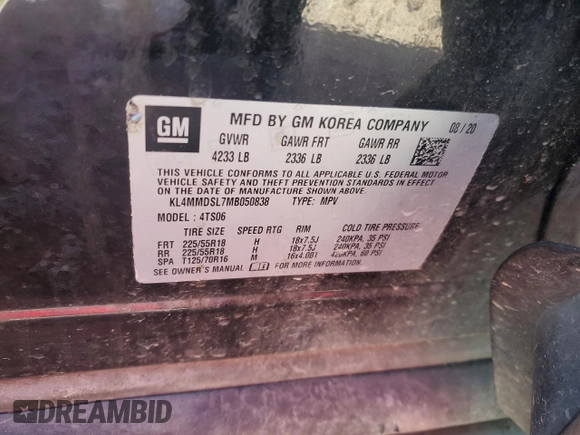 GM
MFD BY GM KOREA COMPANY 08/20
GVWR GAWR FRT GAWR RR
4233 LB 2336 LB 2336 LB
THIS VEHICLE CONFORMS TO ALL APPLICABLE U.S. FEDERAL MOTOR
VEHICLE SAFETY, BUMPER, AND THEFT PREVENTION STANDARDS IN EFFECT
ON THE DATE OF MANUFACTURE SHOWN ABOVE.
KL4MMDSL7MB050838 TYPE: MPV
MODEL: 4TS06
TIRE SIZE SPEED RTG RIM COLD TIRE PRESSURE
FRT 225/55R18 H 18x7.5J 240KPA, 35 PSI
RR 225/55R18 H 18x7.5J 240KPA, 35 PSI
SPA T125/70R16 M 16x4.00T 420KPA, 60 PSI
SEE OWNER'S MANUAL FOR MORE INFORMATION.
DREAMBID